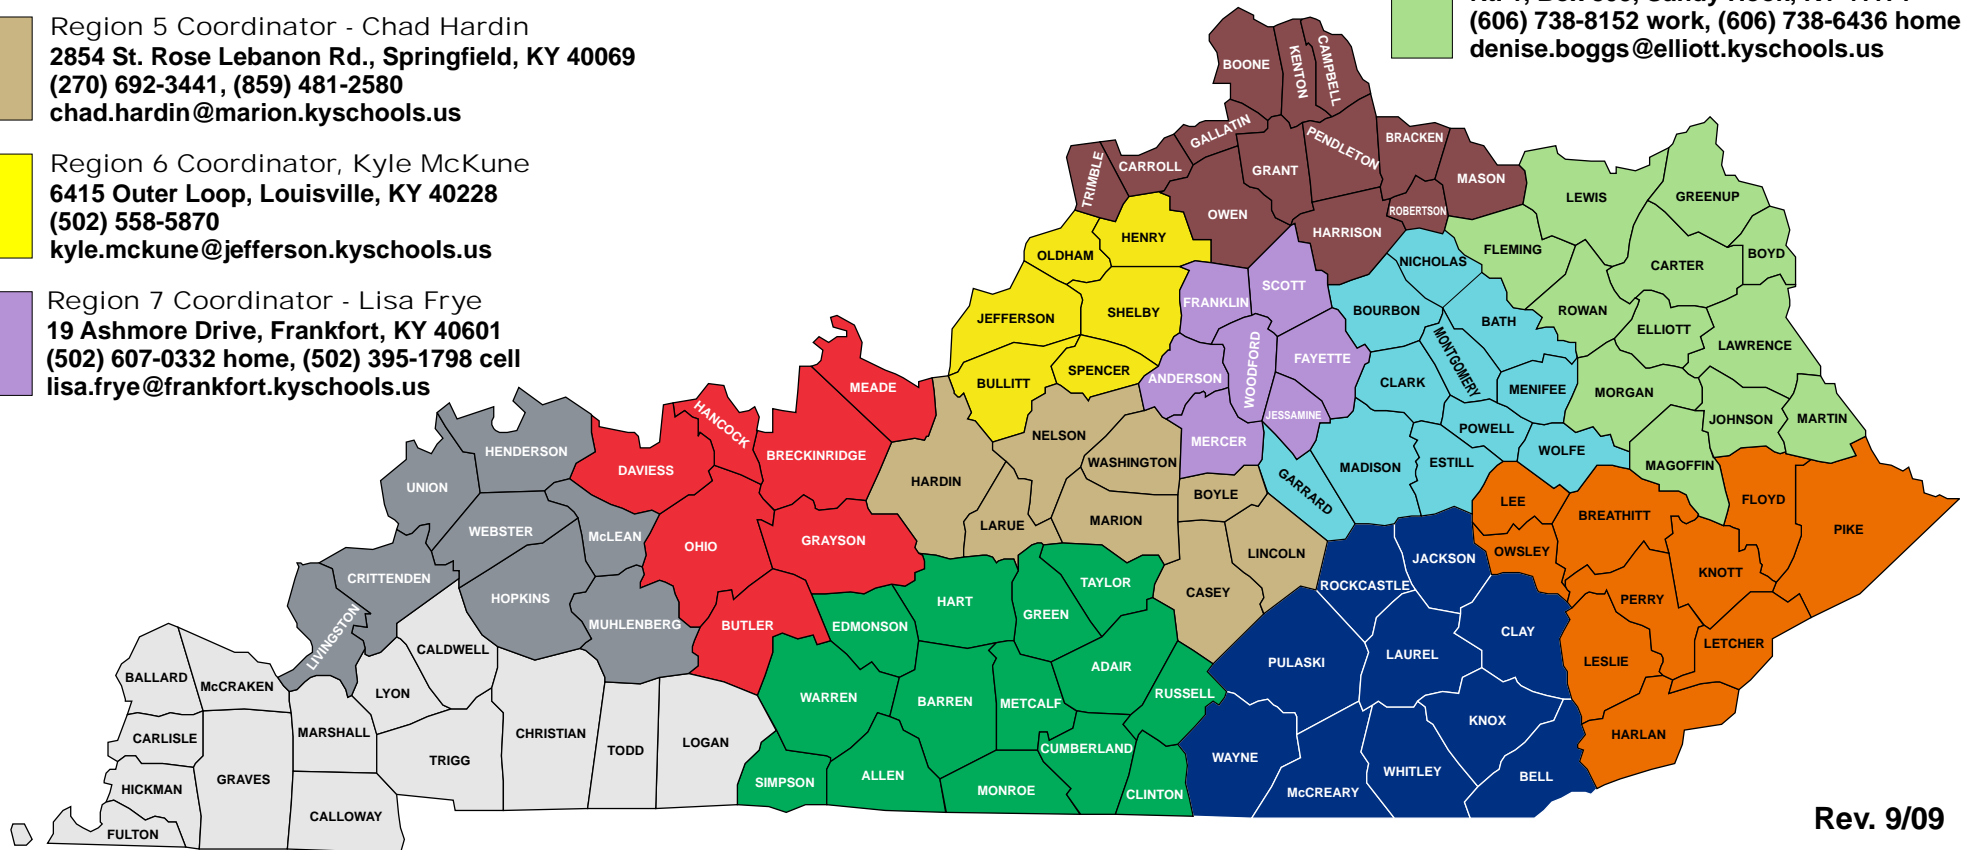 Region 5 Coordinator - Chad Hardin
2854 St. Rose Lebanon Rd., Springfield, KY 40069
(270) 692-3441, (859) 481-2580
chad.hardin@marion.kyschools.us
Region 6 Coordinator, Kyle McKune
6415 Outer Loop, Louisville, KY 40228
(502) 558-5870
kyle.mckune@jefferson.kyschools.us
Region 7 Coordinator - Lisa Frye
19 Ashmore Drive, Frankfort, KY 40601
(502) 607-0332 home, (502) 395-1798 cell
lisa.frye@frankfort.kyschools.us
(606) 738-8152 work, (606) 738-6436 home
denise.boggs@elliott.kyschools.us
BOONE
KENTON
CAMPBELL
GALLATIN
PENDLETON
BRACKEN
TRIMBLE
CARROLL
GRANT
MASON
OWEN
ROBERTSON
HARRISON
LEWIS
GREENUP
HENRY
OLDHAM
FLEMING
BOYD
NICHOLAS
CARTER
SCOTT
FRANKLIN
JEFFERSON
SHELBY
BOURBON
BATH
ROWAN
ELLIOTT
LAWRENCE
WOODFORD
FAYETTE
MONTGOMERY
BULLITT
SPENCER
ANDERSON
CLARK
MENIFEE
MORGAN
MEADE
HANCOCK
JESSAMINE
JOHNSON
MARTIN
NELSON
MERCER
POWELL
WOLFE
HENDERSON
DAVIESS
BRECKINRIDGE
WASHINGTON
MADISON
ESTILL
MAGOFFIN
UNION
HARDIN
BOYLE
GARRARD
LEE
FLOYD
WEBSTER
McLEAN
OHIO
GRAYSON
LARUE
MARION
BREATHITT
PIKE
LINCOLN
JACKSON
OWSLEY
CRITTENDEN
HOPKINS
HART
TAYLOR
CASEY
ROCKCASTLE
KNOTT
PERRY
LIVINGSTON
MUHLENBERG
BUTLER
EDMONSON
GREEN
CLAY
LETCHER
CALDWELL
ADAIR
PULASKI
LAUREL
LESLIE
BALLARD
McCRAKEN
LYON
WARREN
BARREN
METCALF
RUSSELL
KNOX
HARLAN
CARLISLE
MARSHALL
CHRISTIAN
TODD
LOGAN
CUMBERLAND
WAYNE
WHITLEY
BELL
HICKMAN
GRAVES
TRIGG
SIMPSON
ALLEN
MONROE
CLINTON
McCREARY
CALLOWAY
FULTON
Rev. 9/09